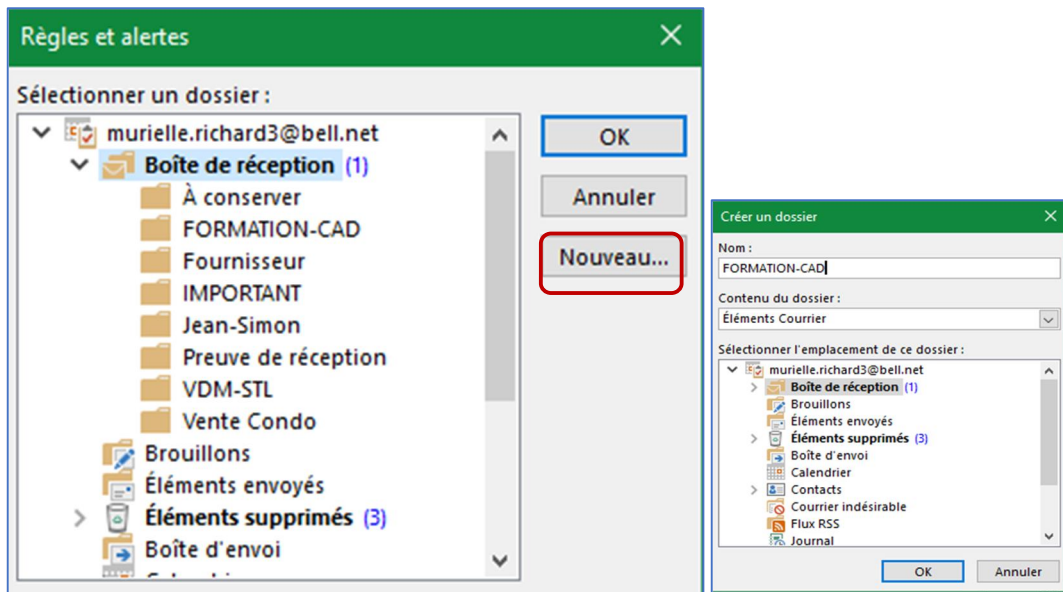 Règles et alertes
Sélectionner un dossier :
murielle.richard3@bell.net
Boîte de réception (1)
À conserver
FORMATION-CAD
Fournisseur
IMPORTANT
Jean-Simon
Preuve de réception
VDM-STL
Vente Condo
Brouillons
Éléments envoyés
Éléments supprimés (3)
Boîte d'envoi
OK
Annuler
Nouveau...
Créer un dossier
Nom :
FORMATION-CAD
Contenu du dossier :
Éléments Courrier
Sélectionner l'emplacement de ce dossier :
murielle.richard3@bell.net
Boîte de réception (1)
Brouillons
Éléments envoyés
Éléments supprimés (3)
Boîte d'envoi
Calendrier
Contacts
Courrier indésirable
Flux RSS
Journal
OK
Annuler